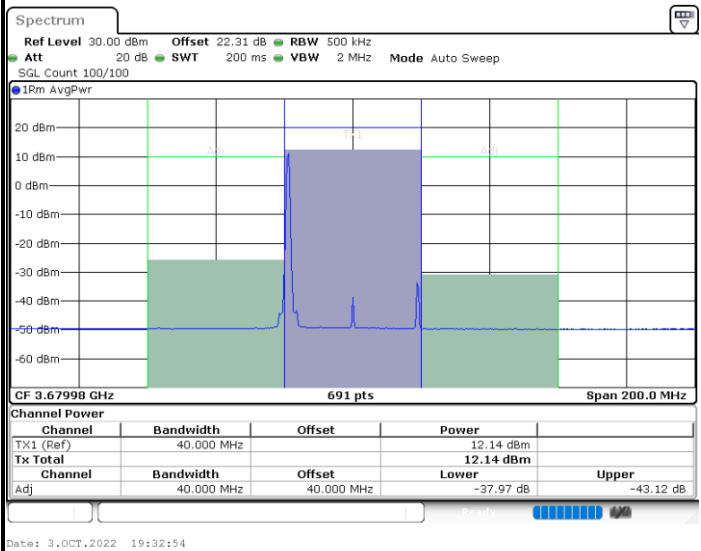 Spectrum
Ref Level 30.00 dBm Offset 22.31 dB RBW 500 kHz
Att 20 dB SWT 200 ms VBW 2 MHz Mode Auto Sweep
SGL Count 100/100
1Rm AvgPwr
20 dBm
TX1
10 dBm
Adj Adj
0 dBm
-10 dBm
-20 dBm
-30 dBm
-40 dBm
-50 dBm
-60 dBm
CF 3.67998 GHz 691 pts Span 200.0 MHz
Channel Power
Channel Bandwidth Offset Power
TX1 (Ref) 40.000 MHz 12.14 dBm
Tx Total 12.14 dBm
Channel Bandwidth Offset Lower Upper
Adj 40.000 MHz 40.000 MHz -37.97 dB -43.12 dB
Ready
Date: 3.OCT.2022 19:32:54